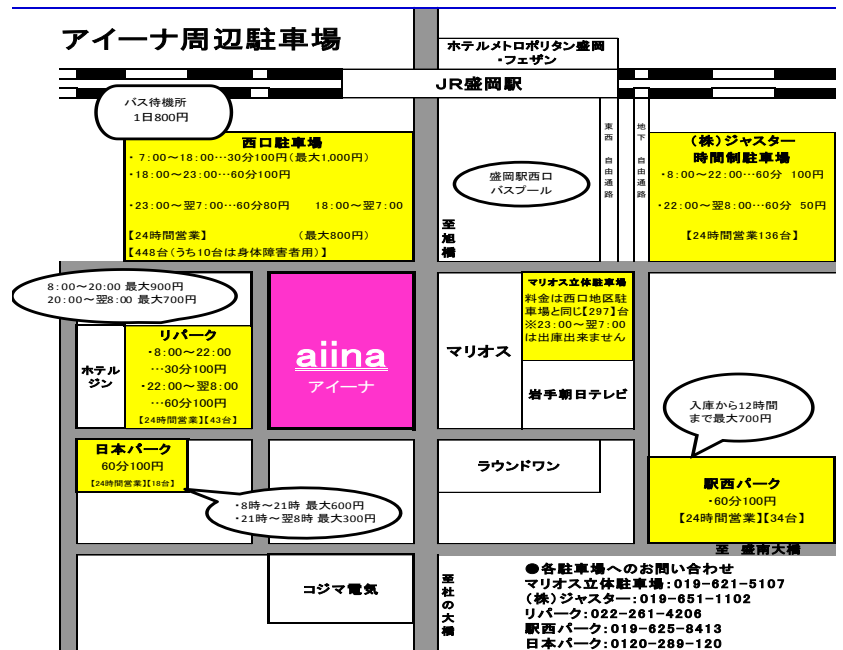 アイーナ周辺駐車場
ホテルメトロポリタン盛岡
・フェザン
JR盛岡駅
バス待機所
1日800円
西口駐車場
・7:00～18:00…30分100円(最大1,000円)
・18:00～23:00…60分100円
・23:00～翌7:00…60分80円 18:00～翌7:00
【24時間営業】 (最大800円)
【448台(うち10台は身体障害者用)】
盛岡駅西口
バスプール
東西自由通路
地下自由通路
(株)ジャスター
時間制駐車場
・8:00～22:00…60分 100円
・22:00～翌8:00…60分 50円
【24時間営業136台】
至旭橋
8:00～20:00 最大900円
20:00～翌8:00 最大700円
リパーク
・8:00～22:00
…30分100円
・22:00～翌8:00
…60分100円
【24時間営業】【43台】
ホテル
ジン
aiina
アイーナ
マリオス
マリオス立体駐車場
料金は西口地区駐
車場と同じ【297】台
※23:00～翌7:00
は出庫出来ません
岩手朝日テレビ
入庫から12時間
まで最大700円
日本パーク
60分100円
【24時間営業】【18台】
・8時～21時 最大600円
・21時～翌8時 最大300円
ラウンドワン
駅西パーク
・60分100円
【24時間営業】【34台】
至 盛南大橋
コジマ電気
至杜の大橋
●各駐車場へのお問い合わせ
マリオス立体駐車場:019-621-5107
(株)ジャスター:019-651-1102
リパーク:022-261-4206
駅西パーク:019-625-8413
日本パーク:0120-289-120